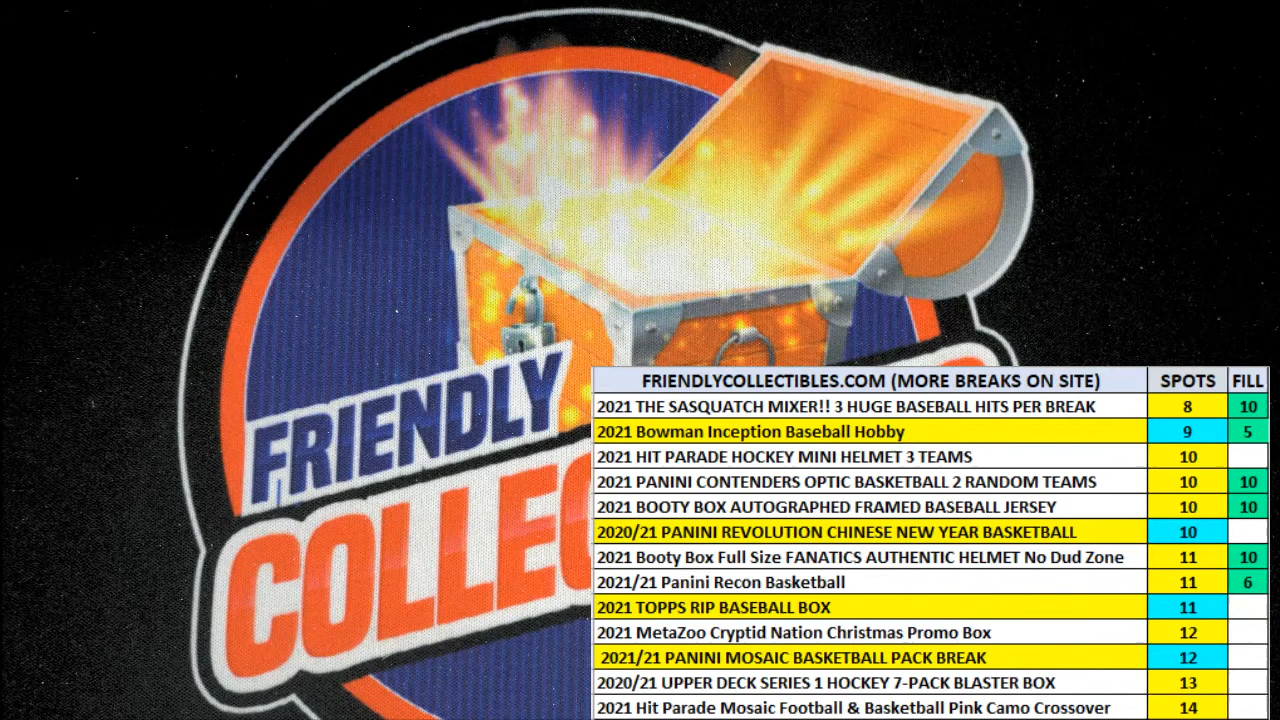 FRIENDLY
FRIENDLYCOLLECTIBLES.COM (MORE BREAKS ON SITE) SPOTS FILL
2021 THE SASQUATCH MIXER!! 3 HUGE BASEBALL HITS PER BREAK 8 10
2021 Bowman Inception Baseball Hobby 9 5
2021 HIT PARADE HOCKEY MINI HELMET 3 TEAMS 10
2021 PANINI CONTENDERS OPTIC BASKETBALL 2 RANDOM TEAMS 10 10
2021 BOOTY BOX AUTOGRAPHED FRAMED BASEBALL JERSEY 10 10
2020/21 PANINI REVOLUTION CHINESE NEW YEAR BASKETBALL 10
2021 Booty Box Full Size FANATICS AUTHENTIC HELMET No Dud Zone 11 10
2021/21 Panini Recon Basketball 11 6
2021 TOPPS RIP BASEBALL BOX 11
2021 MetaZoo Cryptid Nation Christmas Promo Box 12
2021/21 PANINI MOSAIC BASKETBALL PACK BREAK 12
2020/21 UPPER DECK SERIES 1 HOCKEY 7-PACK BLASTER BOX 13
2021 Hit Parade Mosaic Football & Basketball Pink Camo Crossover 14
COLLEC